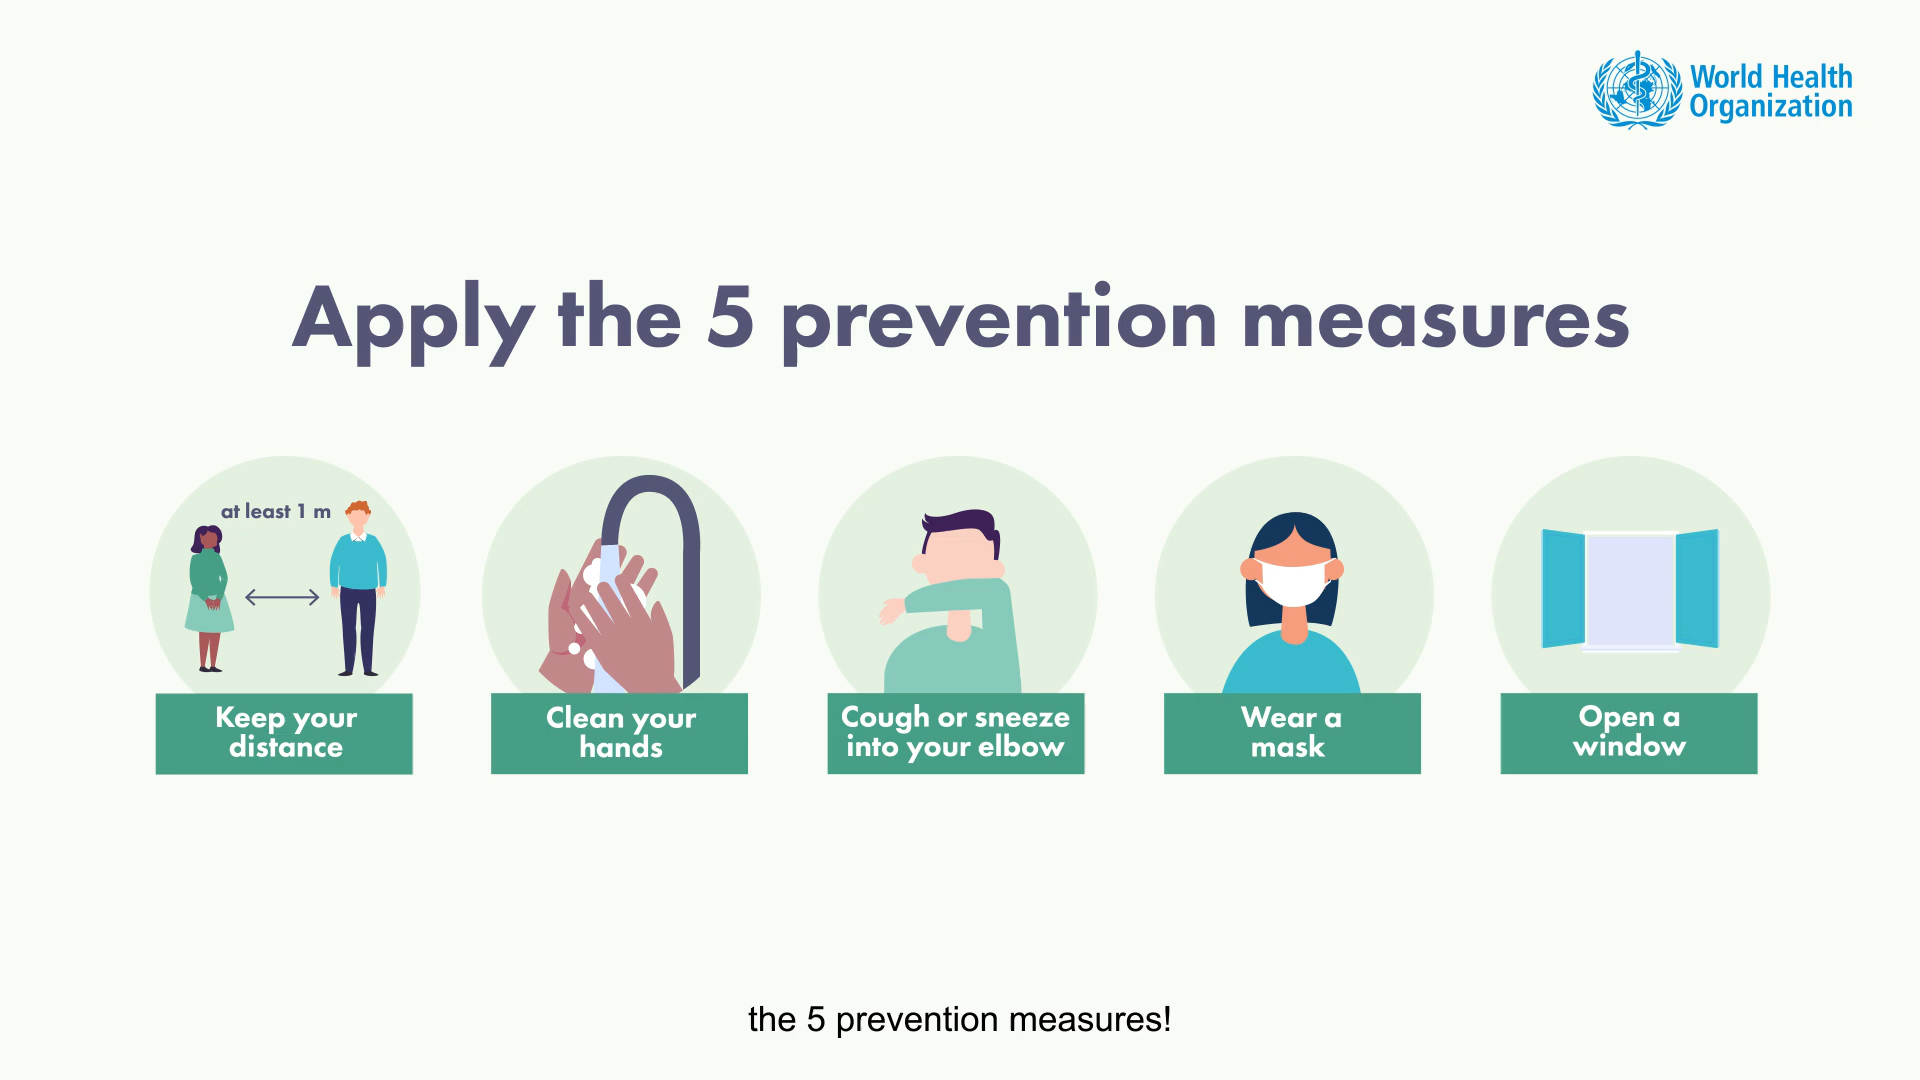 World Health
Organization
Apply the 5 prevention measures
at least 1 m
Keep your
distance
Clean your
hands
Cough or sneeze
into your elbow
Wear a
mask
Open a
window
the 5 prevention measures!